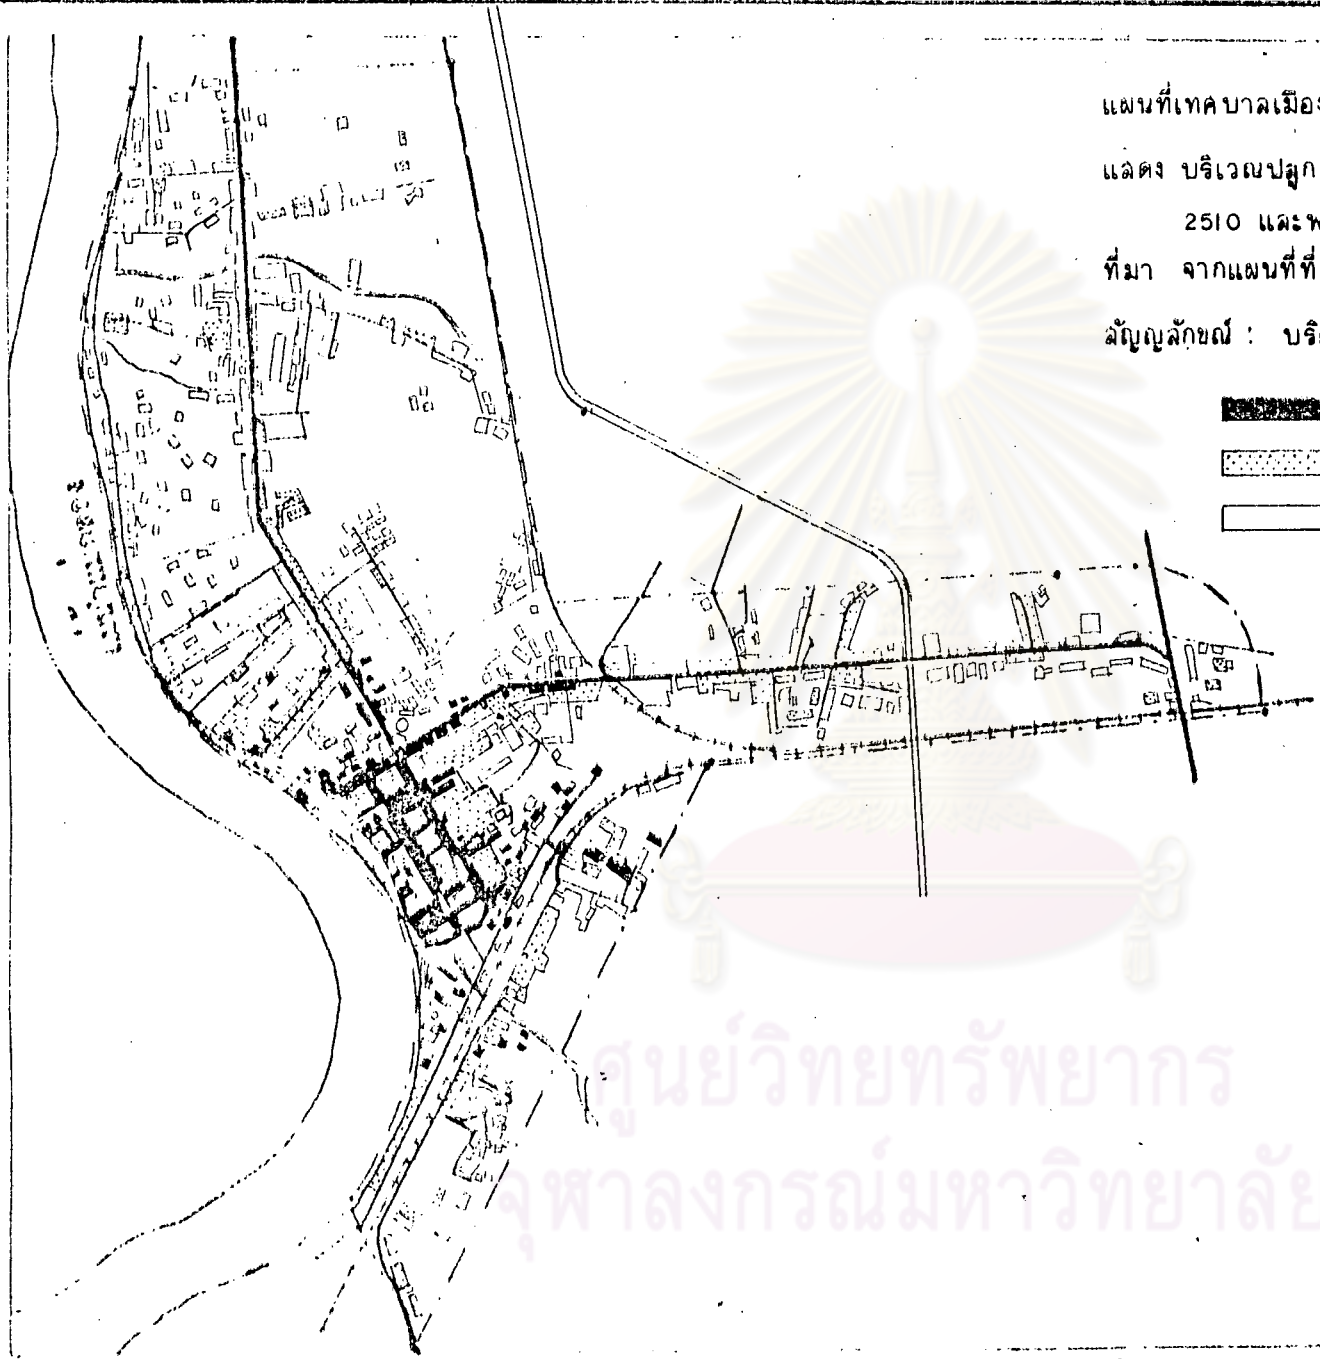 แผนที่เทศบาลเมือง
แสดง บริเวณปลูก
2510 และพ
ที่มา จากแผนที่ที่
สัญญลักษณ์ : บริ
ศูนย์วิทยทรัพยากร
จุฬาลงกรณ์มหาวิทยาลัย